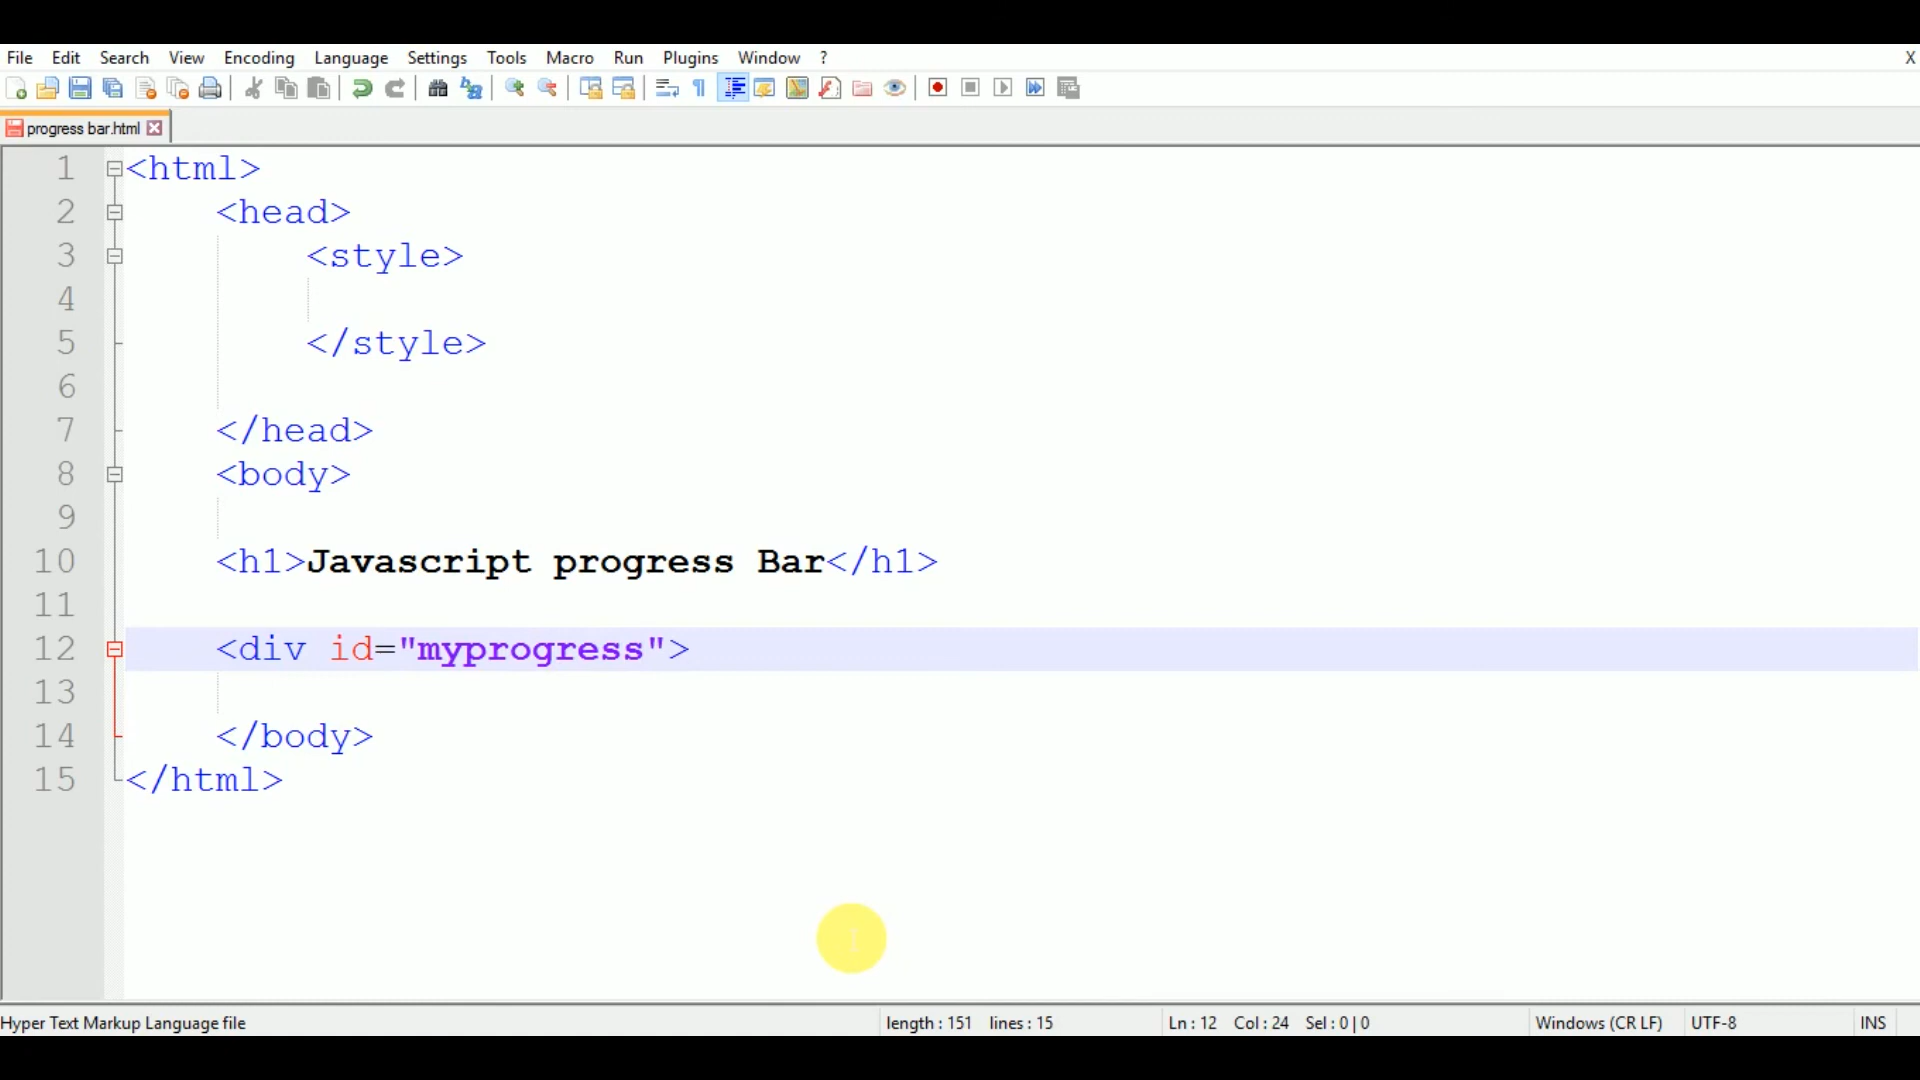 File Edit Search View Encoding Language Settings Tools Macro Run Plugins Window ? X
progress bar.html
1 <html>
2 <head>
3 <style>
4
5 </style>
6
7 </head>
8 <body>
9
10 <h1>Javascript progress Bar</h1>
11
12 <div id="myprogress">
13
14 </body>
15 </html>
Hyper Text Markup Language file length : 151 lines : 15 Ln : 12 Col : 24 Sel : 0 | 0 Windows (CR LF) UTF-8 INS